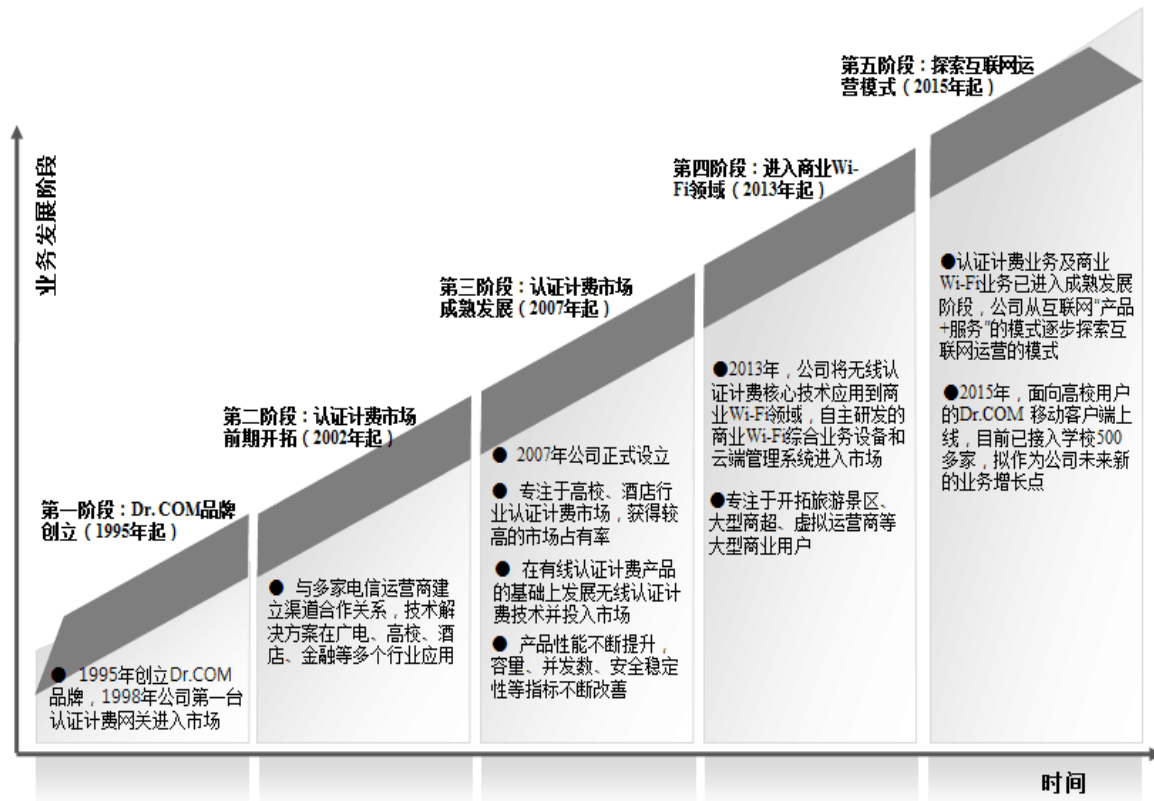 业务发展阶段
第一阶段：Dr.COM品牌
创立（1995年起）
● 1995年创立Dr.COM
品牌，1998年公司第一台
认证计费网关进入市场
第二阶段：认证计费市场
前期开拓（2002年起）
● 与多家电信运营商建
立渠道合作关系，技术解
决方案在广电、高校、酒
店、金融等多个行业应用
第三阶段：认证计费市场
成熟发展（2007年起）
● 2007年公司正式设立
● 专注于高校、酒店行
业认证计费市场，获得较
高的市场占有率
● 在有线认证计费产品
的基础上发展无线认证计
费技术并投入市场
● 产品性能不断提升，
容量、并发数、安全稳定
性等指标不断改善
第四阶段：进入商业Wi-
Fi领域（2013年起）
●2013年，公司将无线认
证计费核心技术应用到商
业Wi-Fi领域，自主研发的
商业Wi-Fi综合业务设备和
云端管理系统进入市场
●专注于开拓旅游景区、
大型商超、虚拟运营商等
大型商业用户
第五阶段：探索互联网运
营模式（2015年起）
●认证计费业务及商业
Wi-Fi业务已进入成熟发展
阶段，公司从互联网"产品
+服务"的模式逐步探索互
联网运营的模式
●2015年，面向高校用户
的Dr.COM 移动客户端上
线，目前已接入学校500
多家，拟作为公司未来新
的业务增长点
时间